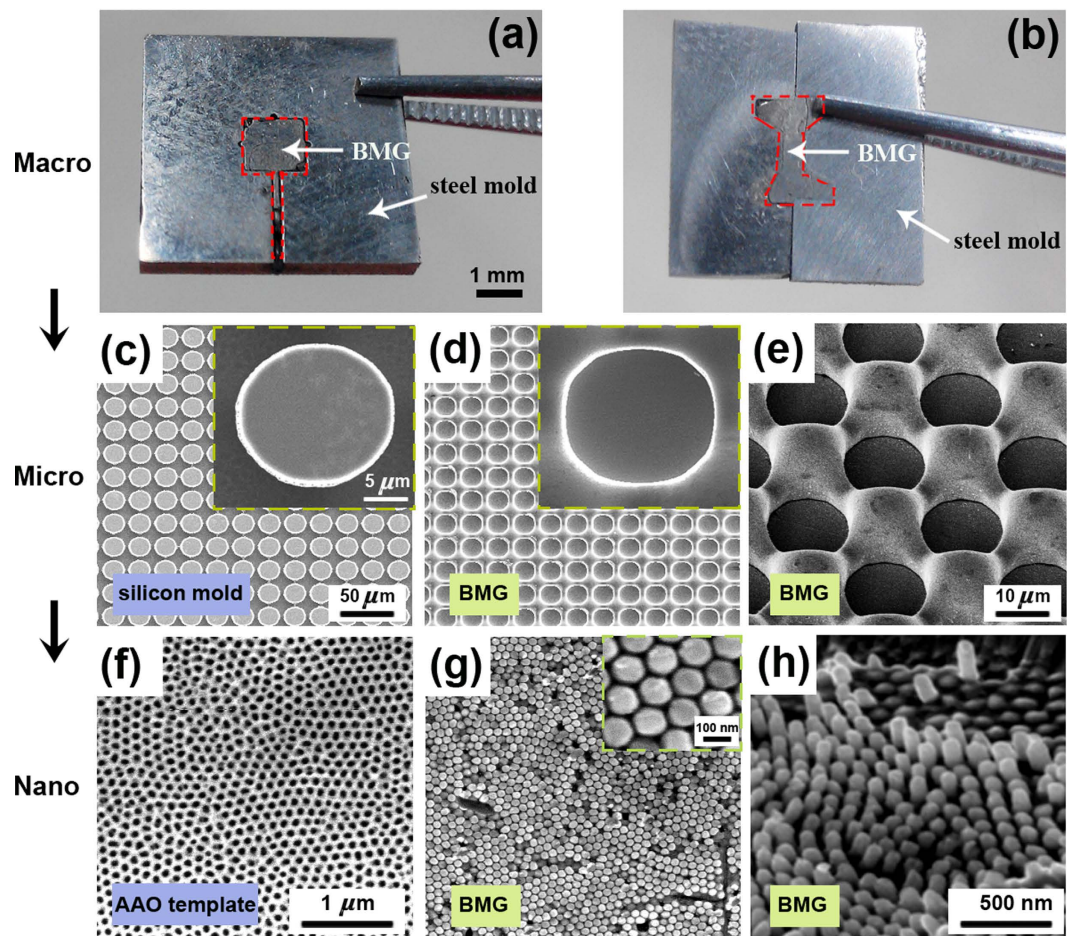 (a)
BMG
steel mold
1 mm
(b)
BMG
steel mold
Macro
(c)
5 μm
silicon mold
50 μm
(d)
BMG
(e)
BMG
10 μm
Micro
(f)
AAO template
1 μm
(g)
100 nm
BMG
(h)
BMG
500 nm
Nano